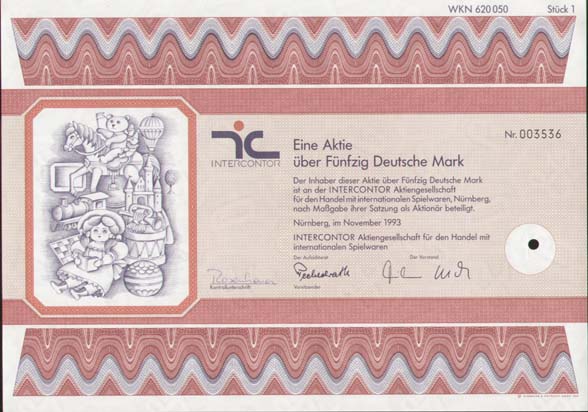 WKN 620050 Stück 1
ic
INTERCONTOR
Eine Aktie
über Fünfzig Deutsche Mark
Nr. 003536
Der Inhaber dieser Aktie über Fünfzig Deutsche Mark
ist an der INTERCONTOR Aktiengesellschaft
für den Handel mit internationalen Spielwaren, Nürnberg,
nach Maßgabe ihrer Satzung als Aktionär beteiligt.
Nürnberg, im November 1993
INTERCONTOR Aktiengesellschaft für den Handel mit
internationalen Spielwaren
Der Aufsichtsrat Der Vorstand
Kontrollunterschrift Vorsitzender